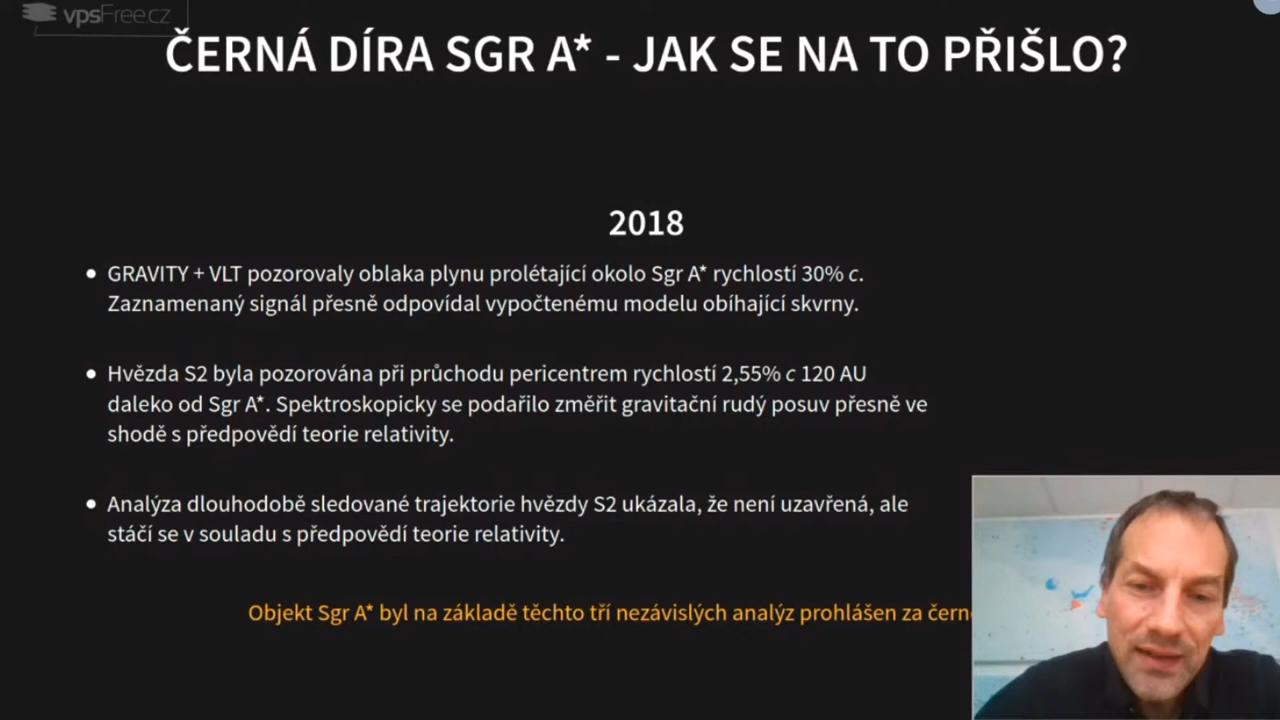 vpsFree.cz
ČERNÁ DÍRA SGR A* - JAK SE NA TO PŘIŠLO?
2018
GRAVITY + VLT pozorovaly oblaka plynu prolétající okolo Sgr A* rychlostí 30% c.
Zaznamenaný signál přesně odpovídal vypočtenému modelu obíhající skvrny.
Hvězda S2 byla pozorována při průchodu pericentrem rychlostí 2,55% c 120 AU
daleko od Sgr A*. Spektroskopicky se podařilo změřit gravitační rudý posuv přesně ve
shodě s předpovědí teorie relativity.
Analýza dlouhodobě sledované trajektorie hvězdy S2 ukázala, že není uzavřená, ale
stáčí se v souladu s předpovědí teorie relativity.
Objekt Sgr A* byl na základě těchto tří nezávislých analýz prohlášen za